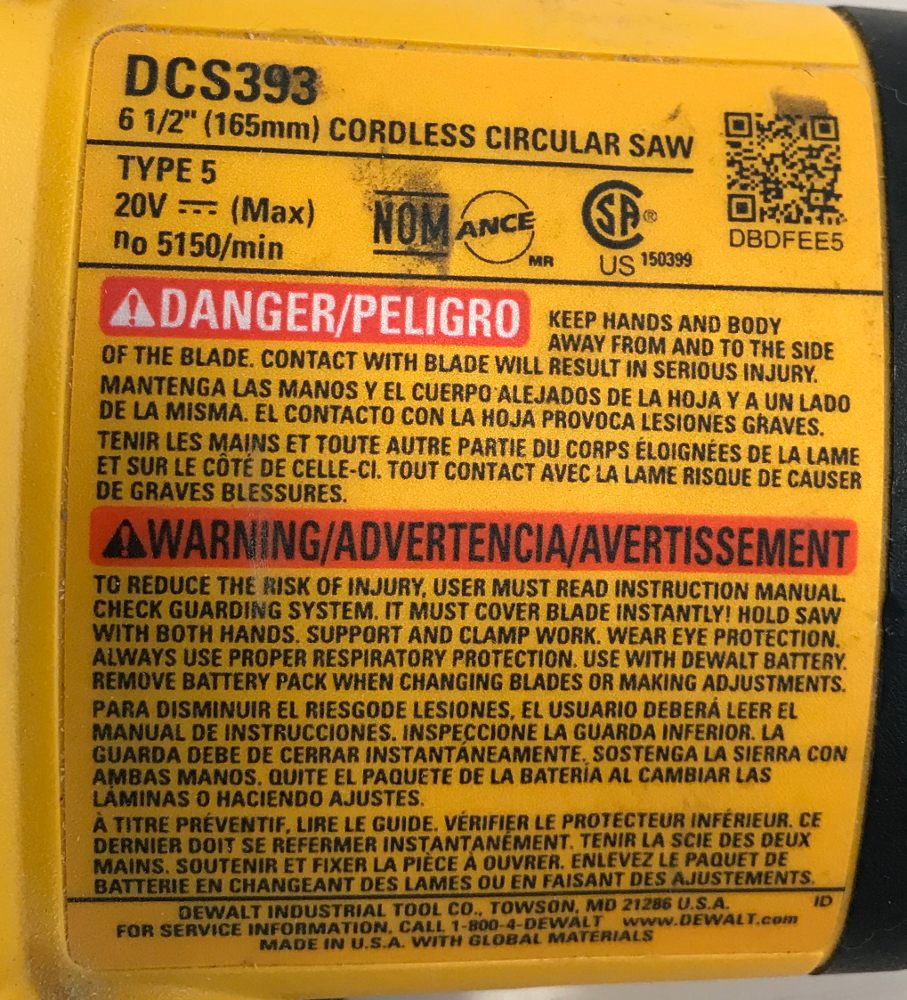 DCS393
6 1/2" (165mm) CORDLESS CIRCULAR SAW
TYPE 5
20V ⎓ (Max)
no 5150/min
NOM
ANCE
MR
SA®
US 150399
DBDFEE5
DANGER/PELIGRO
KEEP HANDS AND BODY
AWAY FROM AND TO THE SIDE
OF THE BLADE. CONTACT WITH BLADE WILL RESULT IN SERIOUS INJURY.
MANTENGA LAS MANOS Y EL CUERPO ALEJADOS DE LA HOJA Y A UN LADO
DE LA MISMA. EL CONTACTO CON LA HOJA PROVOCA LESIONES GRAVES.
TENIR LES MAINS ET TOUTE AUTRE PARTIE DU CORPS ÉLOIGNÉES DE LA LAME
ET SUR LE CÔTÉ DE CELLE-CI. TOUT CONTACT AVEC LA LAME RISQUE DE CAUSER
DE GRAVES BLESSURES.
WARNING/ADVERTENCIA/AVERTISSEMENT
TO REDUCE THE RISK OF INJURY, USER MUST READ INSTRUCTION MANUAL.
CHECK GUARDING SYSTEM. IT MUST COVER BLADE INSTANTLY! HOLD SAW
WITH BOTH HANDS. SUPPORT AND CLAMP WORK. WEAR EYE PROTECTION.
ALWAYS USE PROPER RESPIRATORY PROTECTION. USE WITH DEWALT BATTERY.
REMOVE BATTERY PACK WHEN CHANGING BLADES OR MAKING ADJUSTMENTS.
PARA DISMINUIR EL RIESGODE LESIONES, EL USUARIO DEBERÁ LEER EL
MANUAL DE INSTRUCCIONES. INSPECCIONE LA GUARDA INFERIOR. LA
GUARDA DEBE DE CERRAR INSTANTÁNEAMENTE. SOSTENGA LA SIERRA CON
AMBAS MANOS. QUITE EL PAQUETE DE LA BATERÍA AL CAMBIAR LAS
LÁMINAS O HACIENDO AJUSTES.
À TITRE PRÉVENTIF, LIRE LE GUIDE. VÉRIFIER LE PROTECTEUR INFÉRIEUR. CE
DERNIER DOIT SE REFERMER INSTANTANÉMENT. TENIR LA SCIE DES DEUX
MAINS. SOUTENIR ET FIXER LA PIÈCE À OUVRER. ENLEVEZ LE PAQUET DE
BATTERIE EN CHANGEANT DES LAMES OU EN FAISANT DES AJUSTEMENTS.
DEWALT INDUSTRIAL TOOL CO., TOWSON, MD 21286 U.S.A. ID
FOR SERVICE INFORMATION, CALL 1-800-4-DEWALT www.DEWALT.com
MADE IN U.S.A. WITH GLOBAL MATERIALS